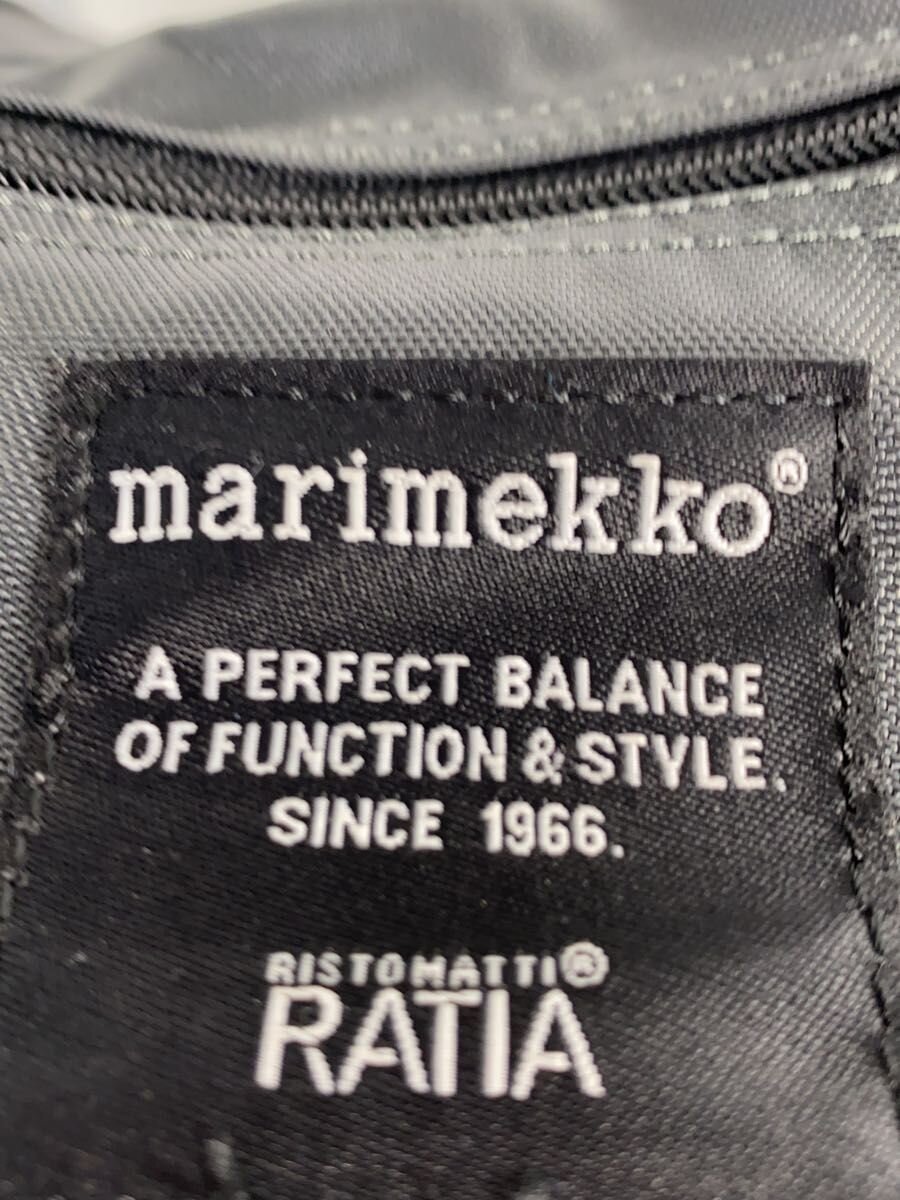 marimekko®
A PERFECT BALANCE
OF FUNCTION & STYLE.
SINCE 1966.
RISTOMATTI®
RATIA